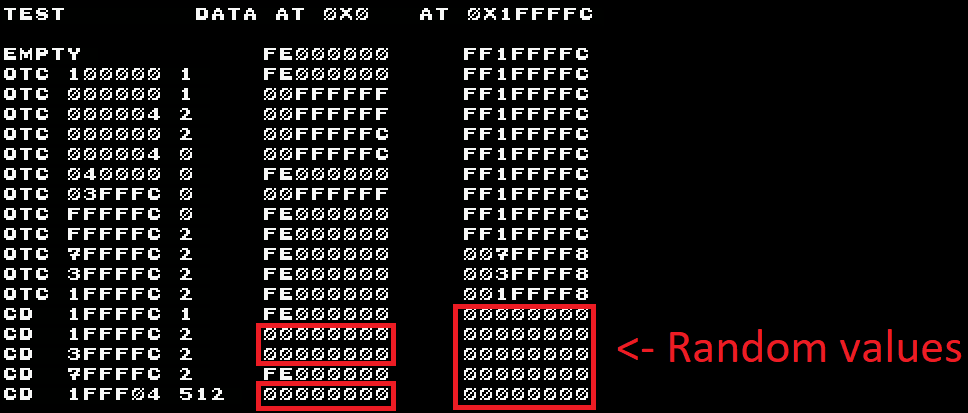 TEST DATA AT 0X0 AT 0X1FFFFC
EMPTY FE000000 FF1FFFFC
OTC 100000 1 FE000000 FF1FFFFC
OTC 000000 1 00FFFFFF FF1FFFFC
OTC 000004 2 00FFFFFF FF1FFFFC
OTC 000000 2 00FFFFFC FF1FFFFC
OTC 000004 0 00FFFFFC FF1FFFFC
OTC 040000 0 FE000000 FF1FFFFC
OTC 03FFFC 0 00FFFFFF FF1FFFFC
OTC FFFFFC 0 FE000000 FF1FFFFC
OTC FFFFFC 2 FE000000 FF1FFFFC
OTC 7FFFFC 2 FE000000 007FFFF8
OTC 3FFFFC 2 FE000000 003FFFF8
OTC 1FFFFC 2 FE000000 001FFFF8
CD 1FFFFC 1 FE000000 00000000
CD 1FFFFC 2 00000000 00000000
CD 3FFFFC 2 00000000 00000000
CD 7FFFFC 2 FE000000 00000000
CD 1FFF04 512 00000000 00000000
<- Random values